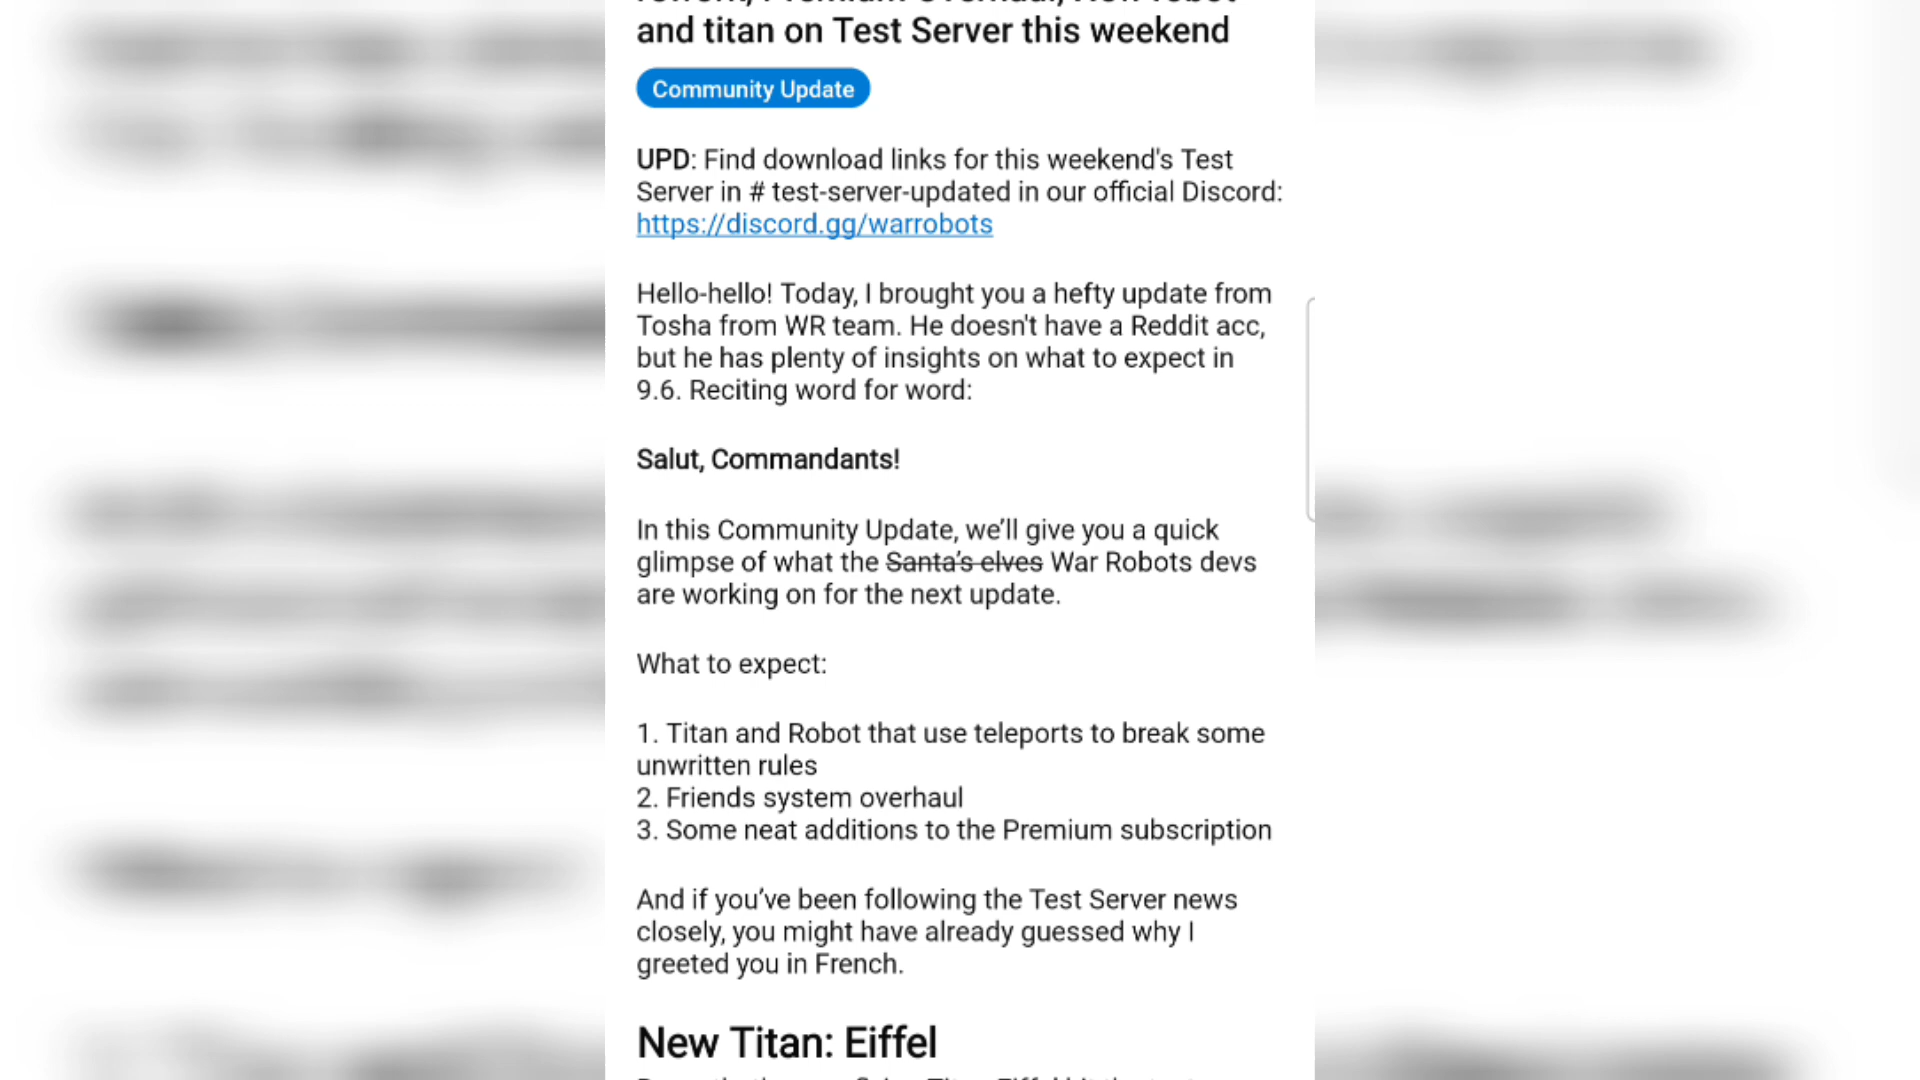 and titan on Test Server this weekend
Community Update
UPD: Find download links for this weekend's Test
Server in # test-server-updated in our official Discord:
https://discord.gg/warrobots
Hello-hello! Today, I brought you a hefty update from
Tosha from WR team. He doesn't have a Reddit acc,
but he has plenty of insights on what to expect in
9.6. Reciting word for word:
Salut, Commandants!
In this Community Update, we’ll give you a quick
glimpse of what the Santa’s elves War Robots devs
are working on for the next update.
What to expect:
1. Titan and Robot that use teleports to break some
unwritten rules
2. Friends system overhaul
3. Some neat additions to the Premium subscription
And if you’ve been following the Test Server news
closely, you might have already guessed why I
greeted you in French.
New Titan: Eiffel